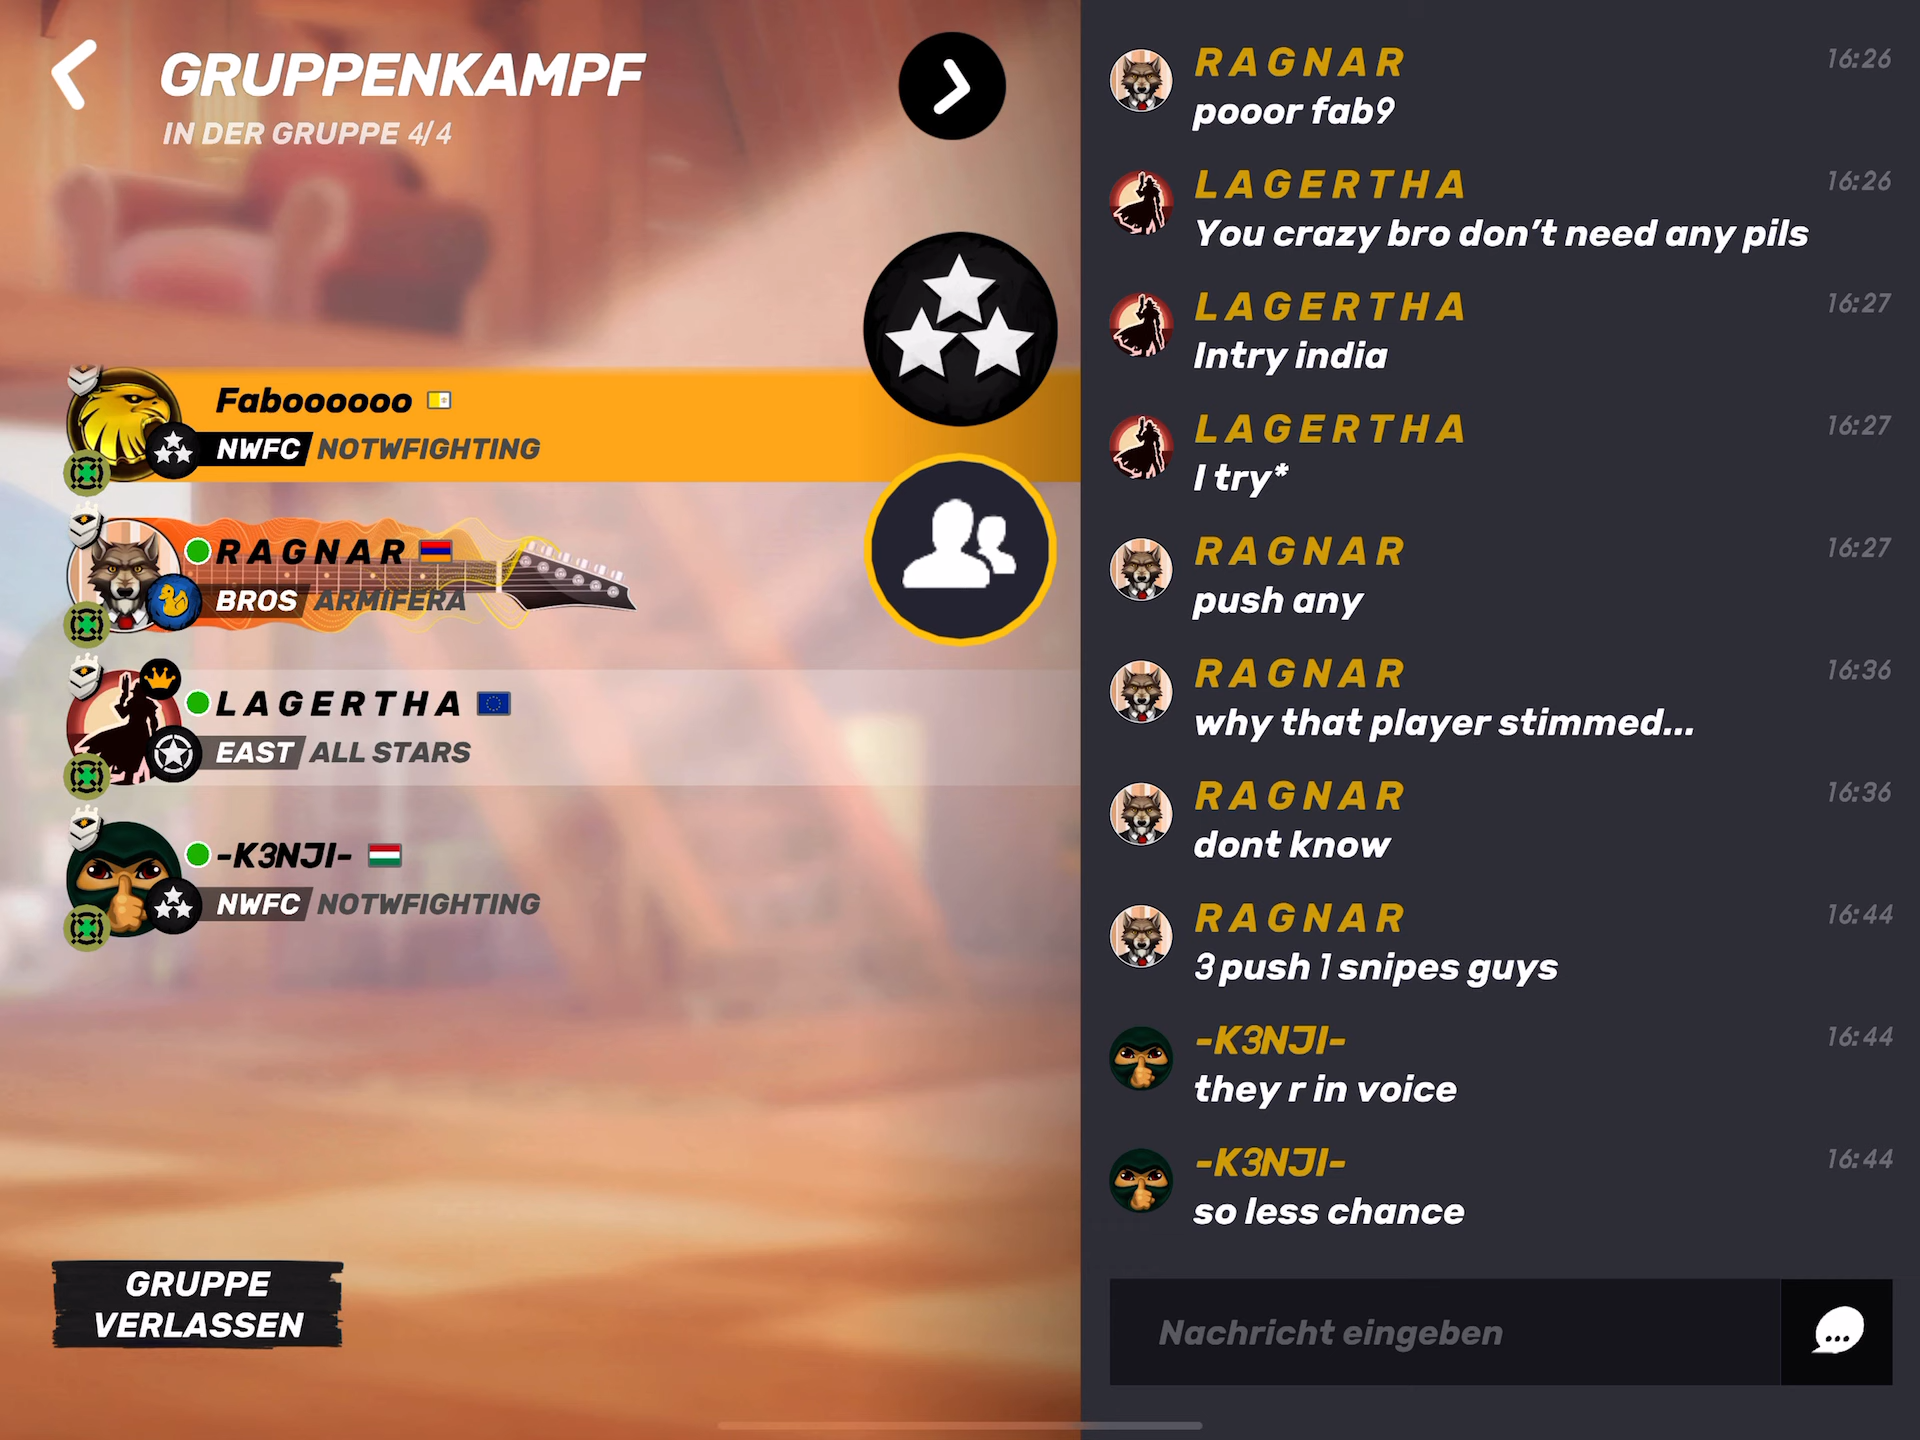 GRUPPENKAMPF
IN DER GRUPPE 4/4
Faboooooo
NWFC NOTWFIGHTING
RAGNAR
BROS ARMIFERA
LAGERTHA
EAST ALL STARS
-K3NJI-
NWFC NOTWFIGHTING
GRUPPE
VERLASSEN
RAGNAR 16:26
pooor fab9
LAGERTHA 16:26
You crazy bro don't need any pils
LAGERTHA 16:27
Intry india
LAGERTHA 16:27
I try*
RAGNAR 16:27
push any
RAGNAR 16:36
why that player stimmed...
RAGNAR 16:36
dont know
RAGNAR 16:44
3 push 1 snipes guys
-K3NJI- 16:44
they r in voice
-K3NJI- 16:44
so less chance
Nachricht eingeben